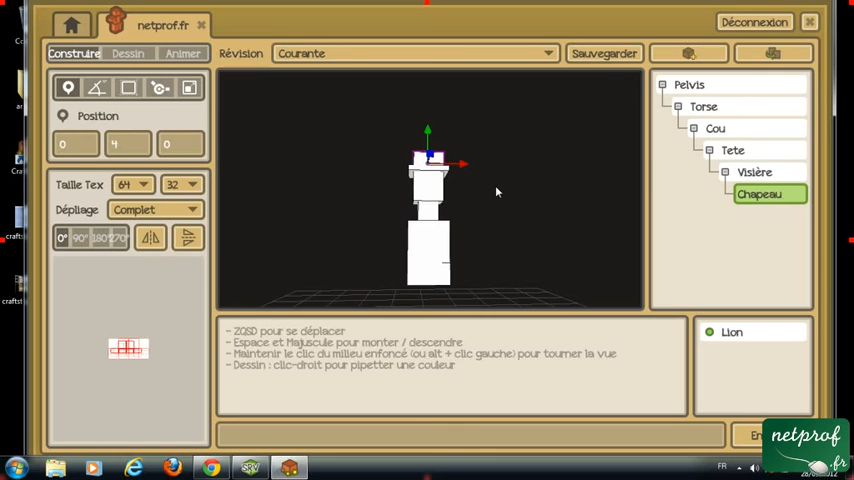 netprof.fr
Déconnexion
Construire Dessin Animer
Révision Courante Sauvegarder
Position
0 4 0
Taille Tex 64 32
Dépliage Complet
0° 90° 180° 270°
Pelvis
Torse
Cou
Tete
Visière
Chapeau
- ZQSD pour se déplacer
- Espace et Majuscule pour monter / descendre
- Maintenir le clic du milieu enfoncé (ou alt + clic gauche) pour tourner la vue
- Dessin : clic-droit pour pipetter une couleur
Lion
netprof
.fr
SRV
FR